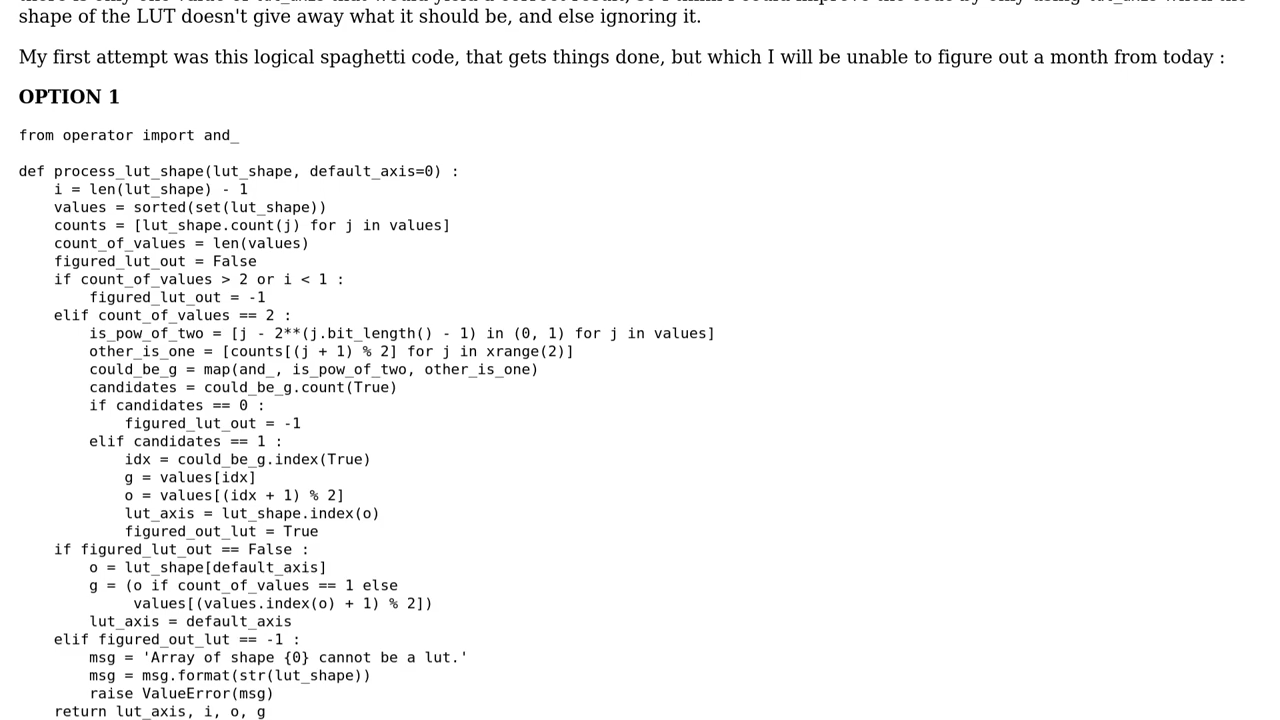 shape of the LUT doesn't give away what it should be, and else ignoring it.
My first attempt was this logical spaghetti code, that gets things done, but which I will be unable to figure out a month from today :
OPTION 1
from operator import and_
def process_lut_shape(lut_shape, default_axis=0) :
    i = len(lut_shape) - 1
    values = sorted(set(lut_shape))
    counts = [lut_shape.count(j) for j in values]
    count_of_values = len(values)
    figured_lut_out = False
    if count_of_values > 2 or i < 1 :
        figured_lut_out = -1
    elif count_of_values == 2 :
        is_pow_of_two = [j - 2**(j.bit_length() - 1) in (0, 1) for j in values]
        other_is_one = [counts[(j + 1) % 2] for j in xrange(2)]
        could_be_g = map(and_, is_pow_of_two, other_is_one)
        candidates = could_be_g.count(True)
        if candidates == 0 :
            figured_lut_out = -1
        elif candidates == 1 :
            idx = could_be_g.index(True)
            g = values[idx]
            o = values[(idx + 1) % 2]
            lut_axis = lut_shape.index(o)
            figured_out_lut = True
    if figured_lut_out == False :
        o = lut_shape[default_axis]
        g = (o if count_of_values == 1 else
             values[(values.index(o) + 1) % 2])
        lut_axis = default_axis
    elif figured_out_lut == -1 :
        msg = 'Array of shape {0} cannot be a lut.'
        msg = msg.format(str(lut_shape))
        raise ValueError(msg)
    return lut_axis, i, o, g